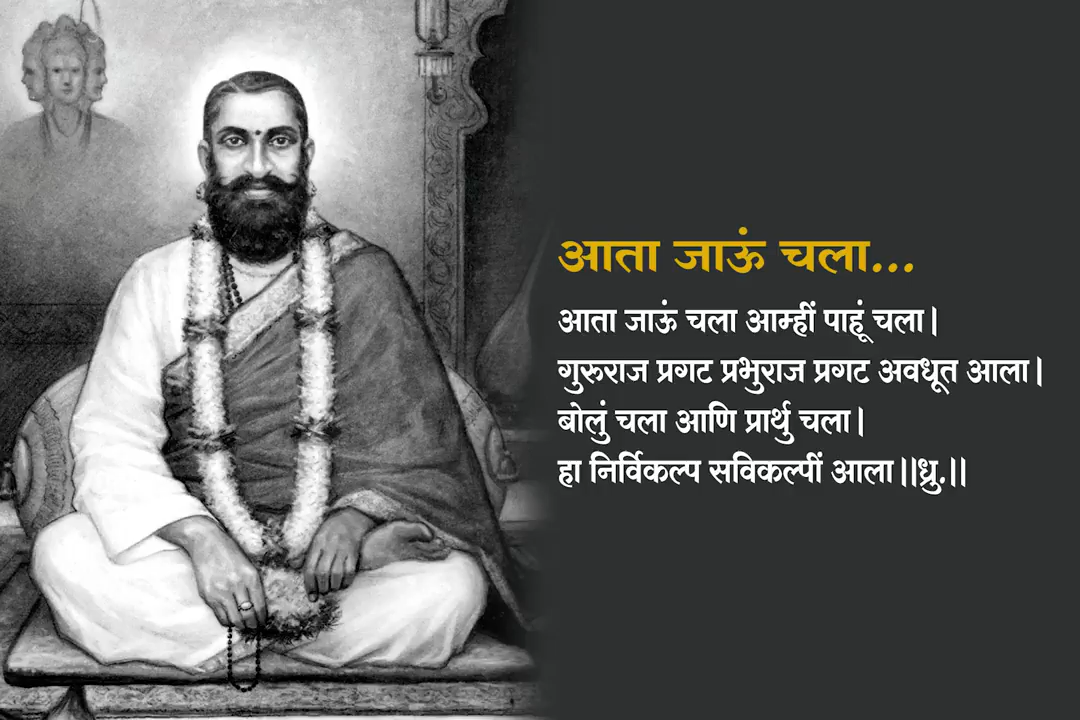 आता जाऊं चला...
आता जाऊं चला आम्हीं पाहूं चला।
गुरुराज प्रगट प्रभुराज प्रगट अवधूत आला।
बोलुं चला आणि प्रार्थु चला।
हा निर्विकल्प सविकल्पीं आला॥ध्रु.॥